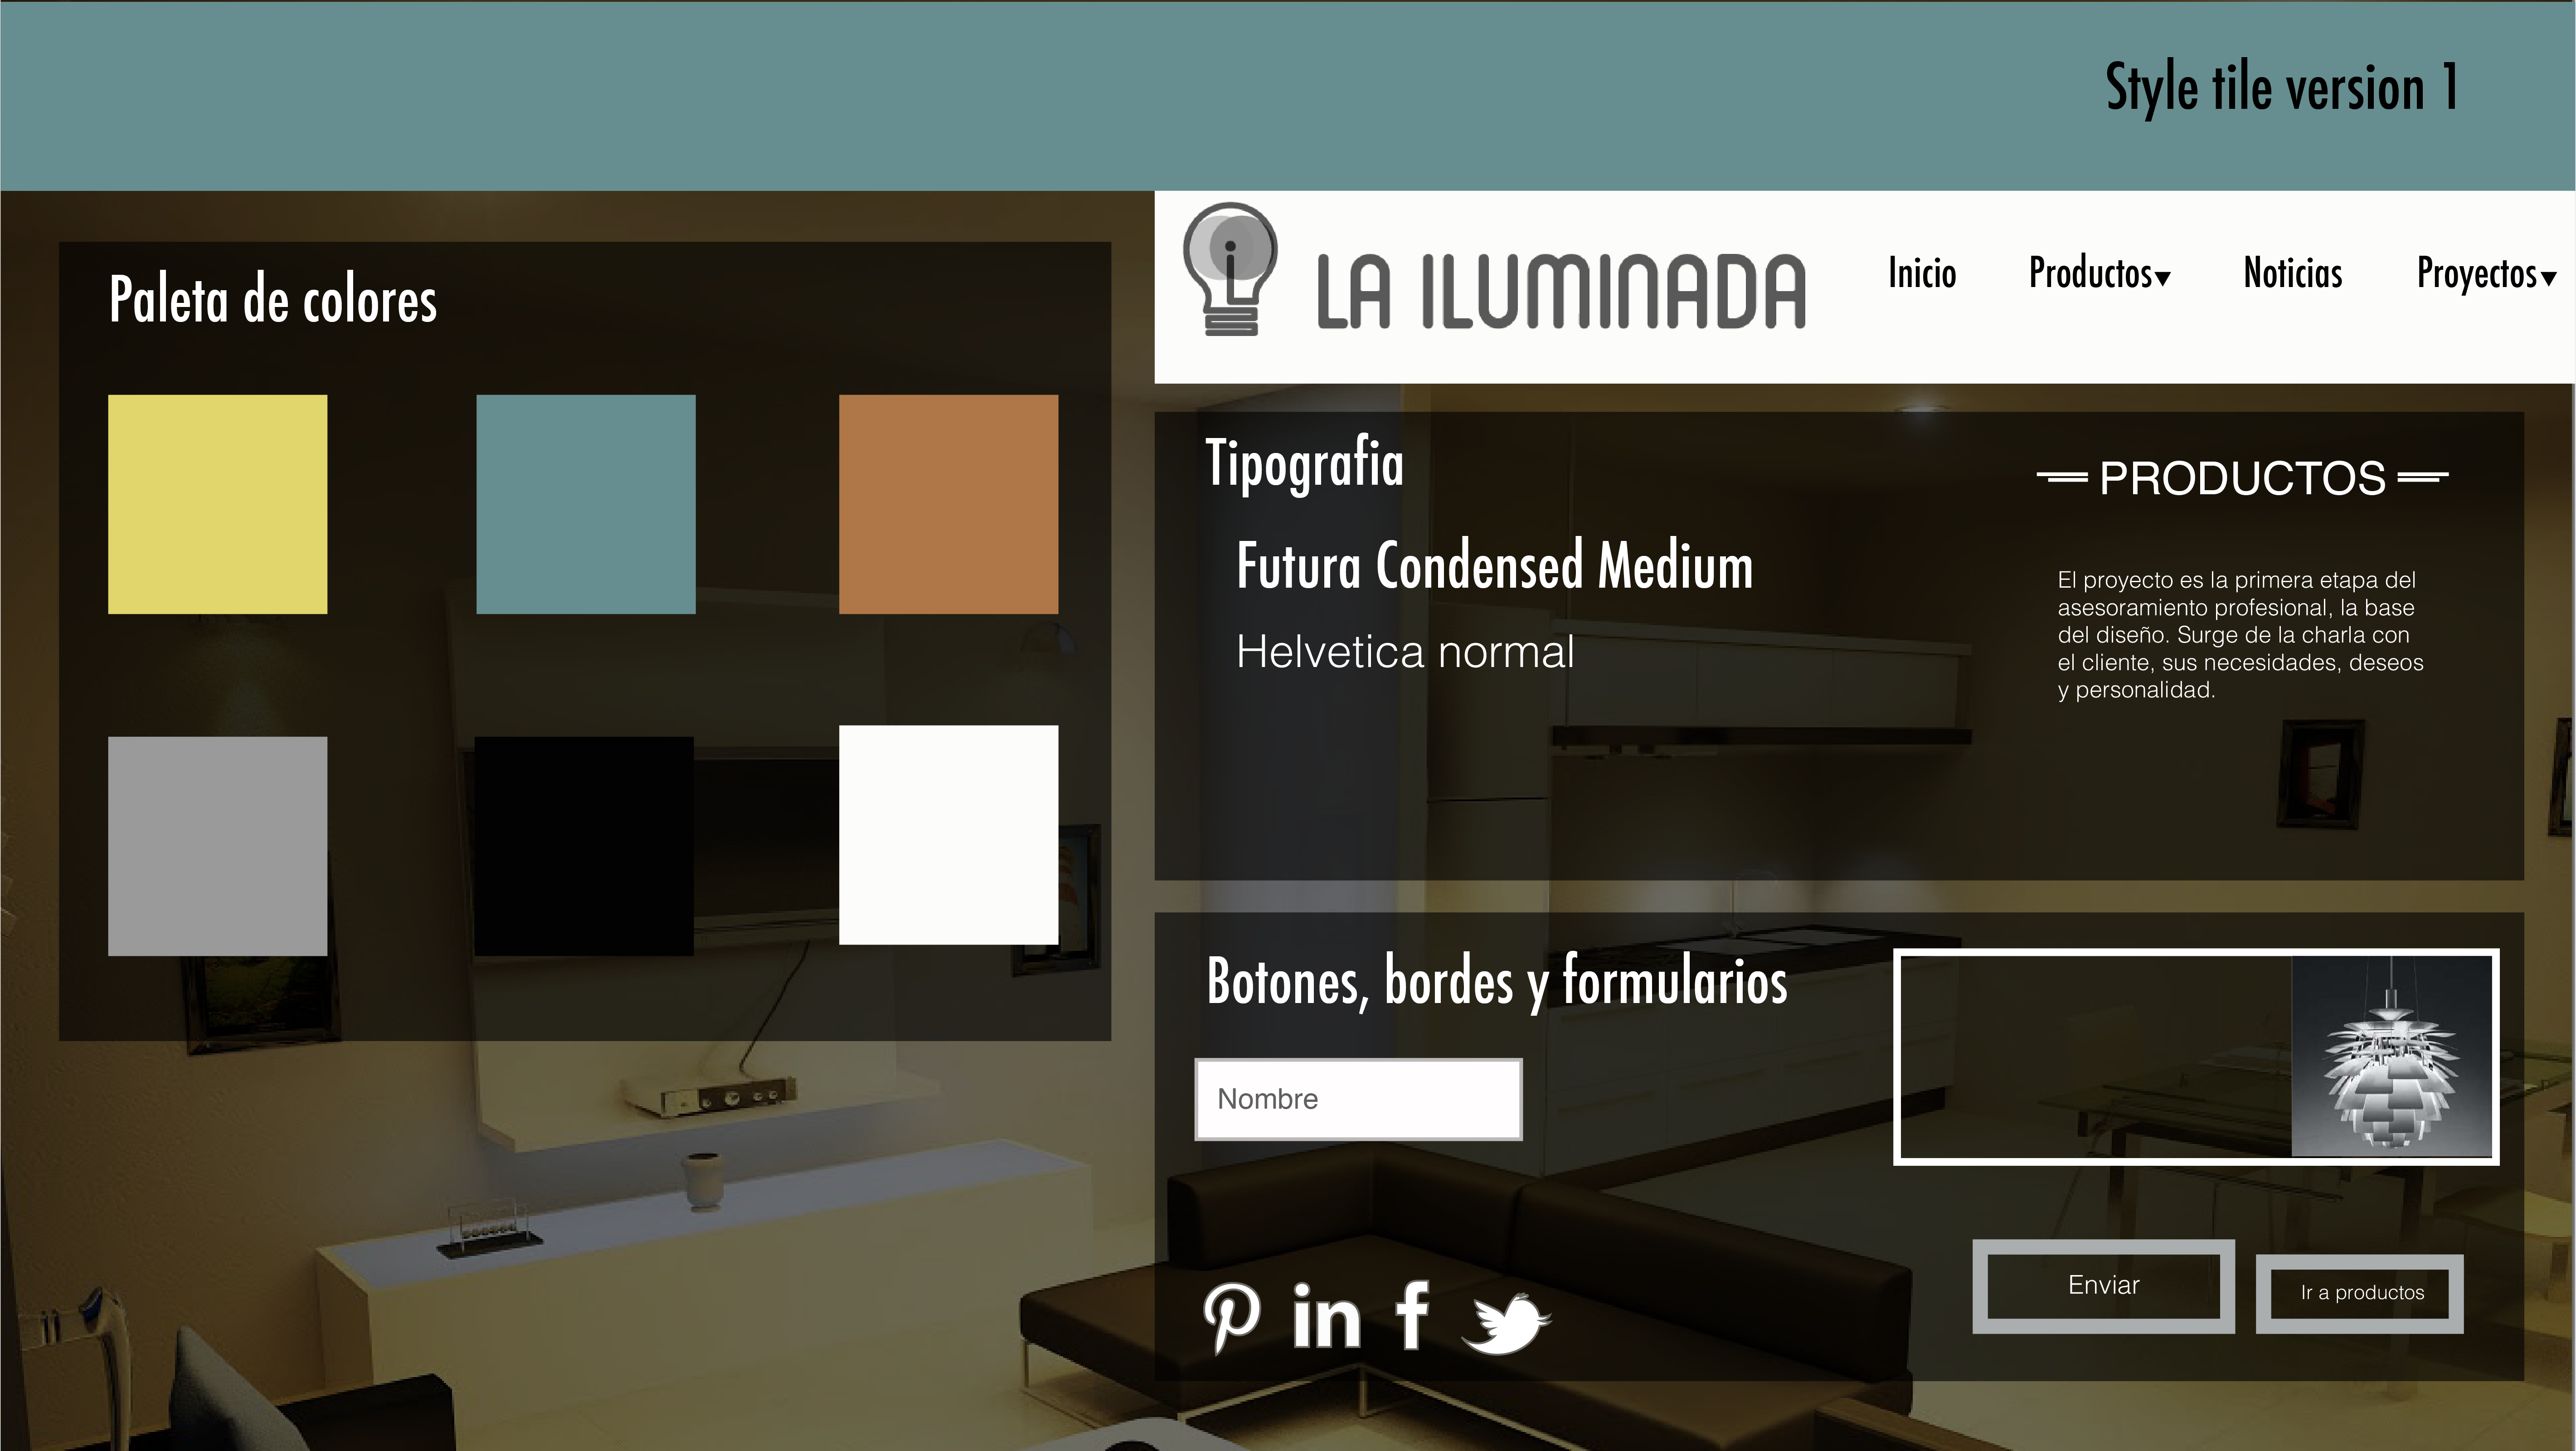 Style tile version 1
Paleta de colores
LA ILUMINADA
Inicio
Productos▾
Noticias
Proyectos▾
Tipografia
Futura Condensed Medium
Helvetica normal
PRODUCTOS
El proyecto es la primera etapa del
asesoramiento profesional, la base
del diseño. Surge de la charla con
el cliente, sus necesidades, deseos
y personalidad.
Botones, bordes y formularios
Nombre
Enviar
Ir a productos
in
f